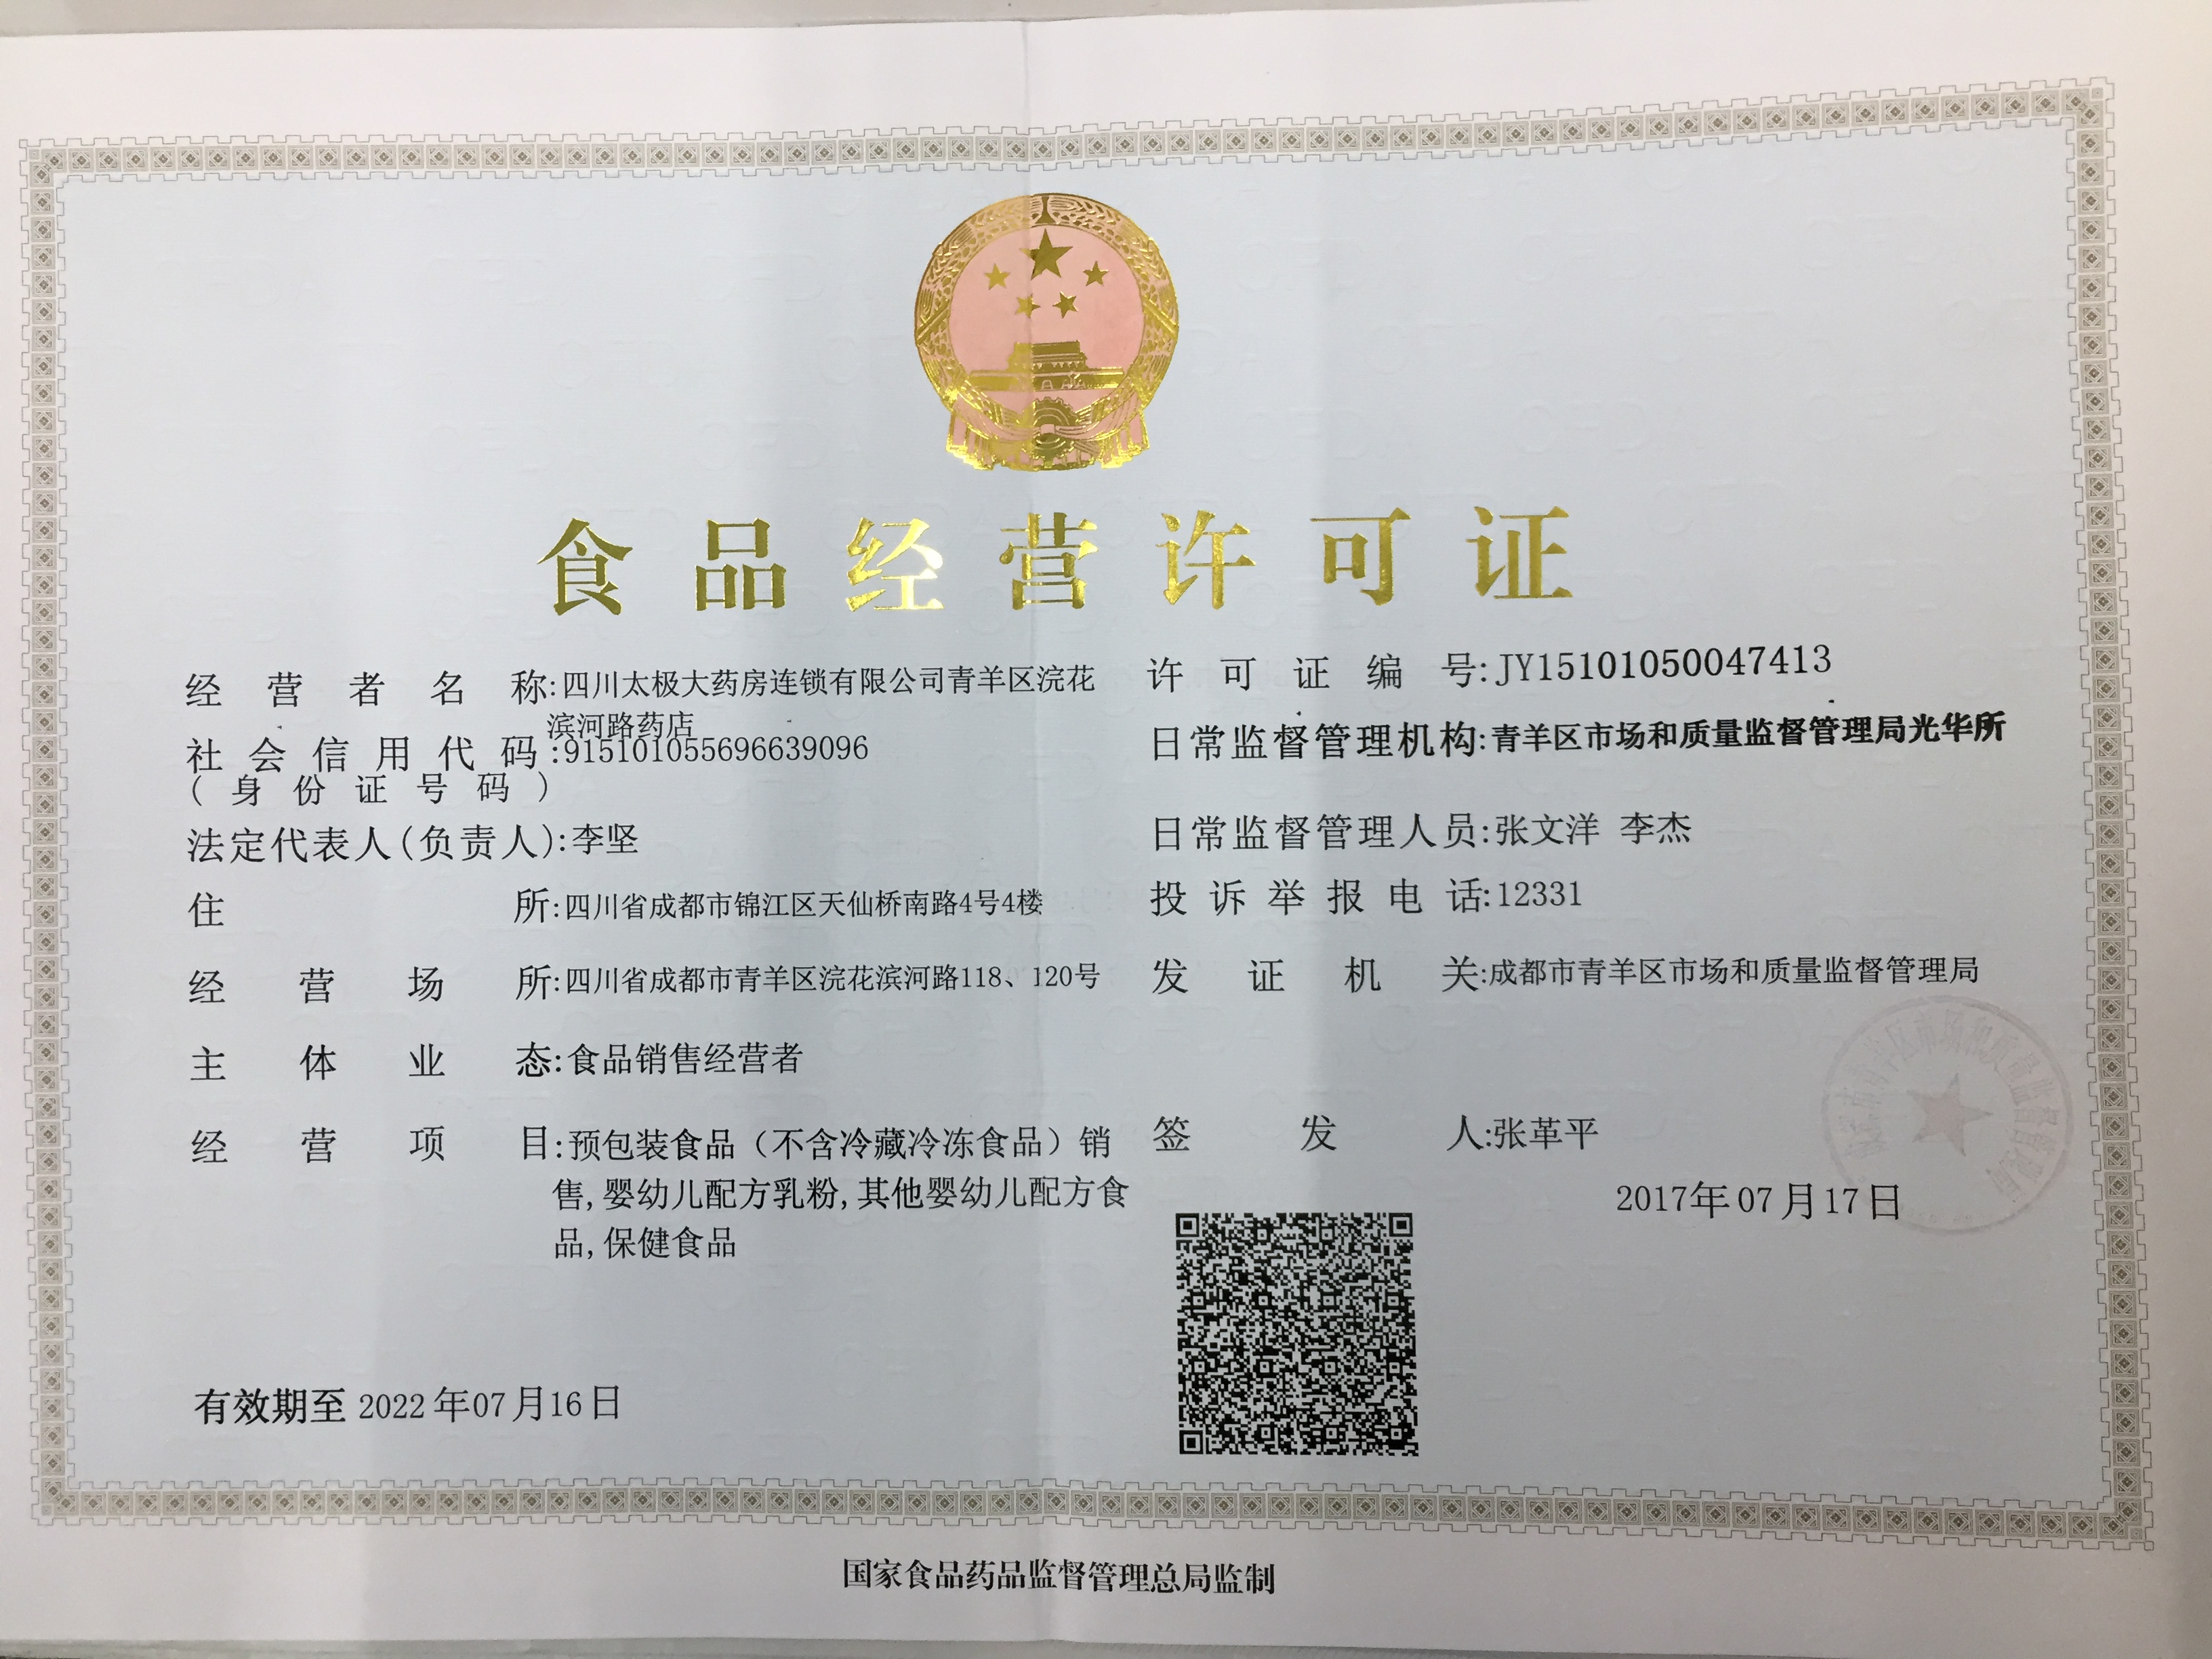 食品经营许可证
经营者名称:四川太极大药房连锁有限公司青羊区浣花
滨河路药店
社会信用代码:915101055696639096
(身份证号码)
法定代表人(负责人):李坚
住所:四川省成都市锦江区天仙桥南路4号4楼
经营场所:四川省成都市青羊区浣花滨河路118、120号
主体业态:食品销售经营者
经营项目:预包装食品（不含冷藏冷冻食品）销
售,婴幼儿配方乳粉,其他婴幼儿配方食
品,保健食品
有效期至 2022年07月16日
许可证编号:JY15101050047413
日常监督管理机构:青羊区市场和质量监督管理局光华所
日常监督管理人员:张文洋 李杰
投诉举报电话:12331
发证机关:成都市青羊区市场和质量监督管理局
签发人:张革平
2017年07月17日
国家食品药品监督管理总局监制